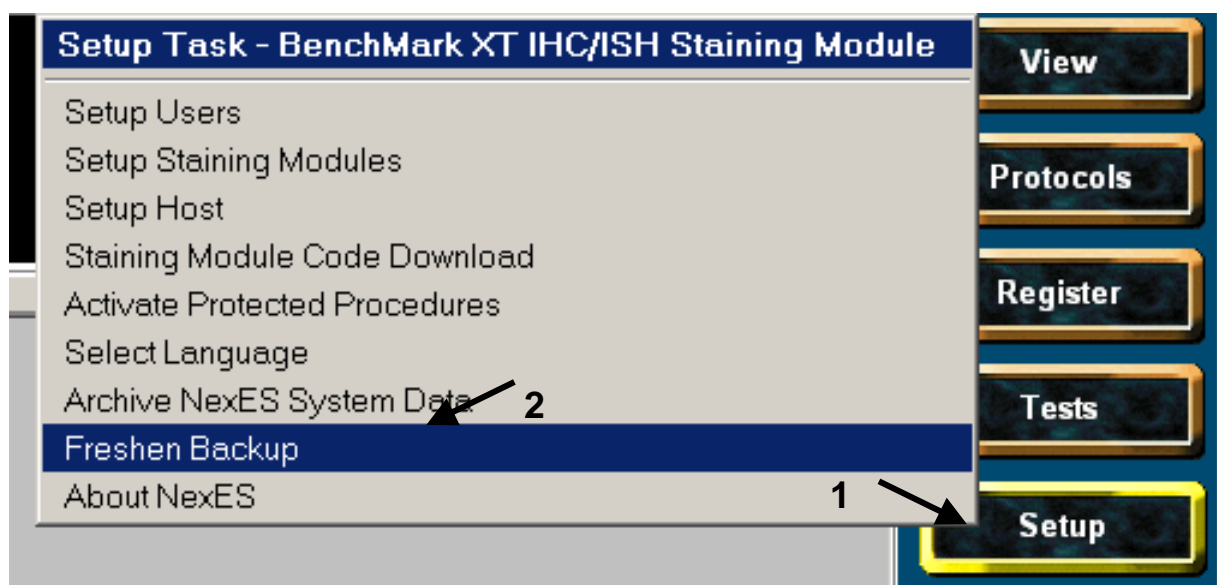 Setup Task - BenchMark XT IHC/ISH Staining Module
Setup Users
Setup Staining Modules
Setup Host
Staining Module Code Download
Activate Protected Procedures
Select Language
Archive NexES System Data
2
Freshen Backup
About NexES
1
View
Protocols
Register
Tests
Setup